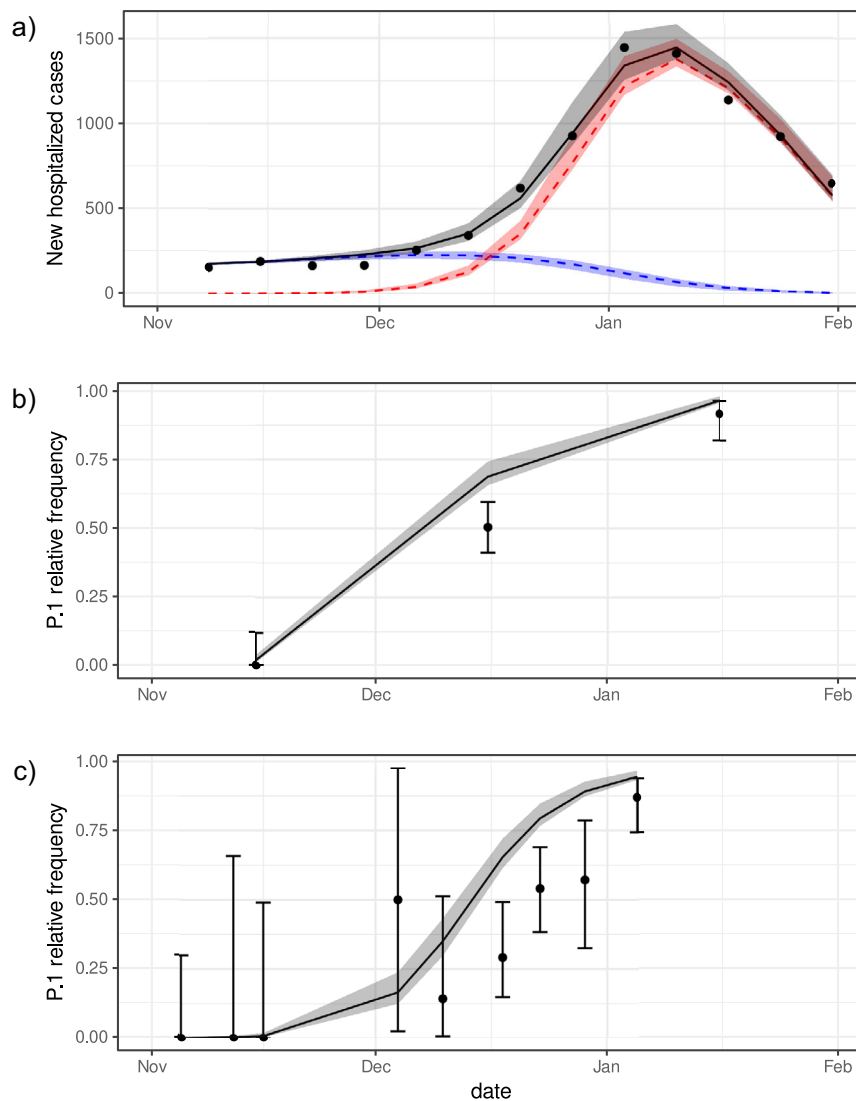 a)
New hospitalized cases
1500
1000
500
0
Nov
Dec
Jan
Feb
b)
P.1 relative frequency
1.00
0.75
0.50
0.25
0.00
Nov
Dec
Jan
Feb
c)
P.1 relative frequency
1.00
0.75
0.50
0.25
0.00
Nov
Dec
Jan
Feb
date